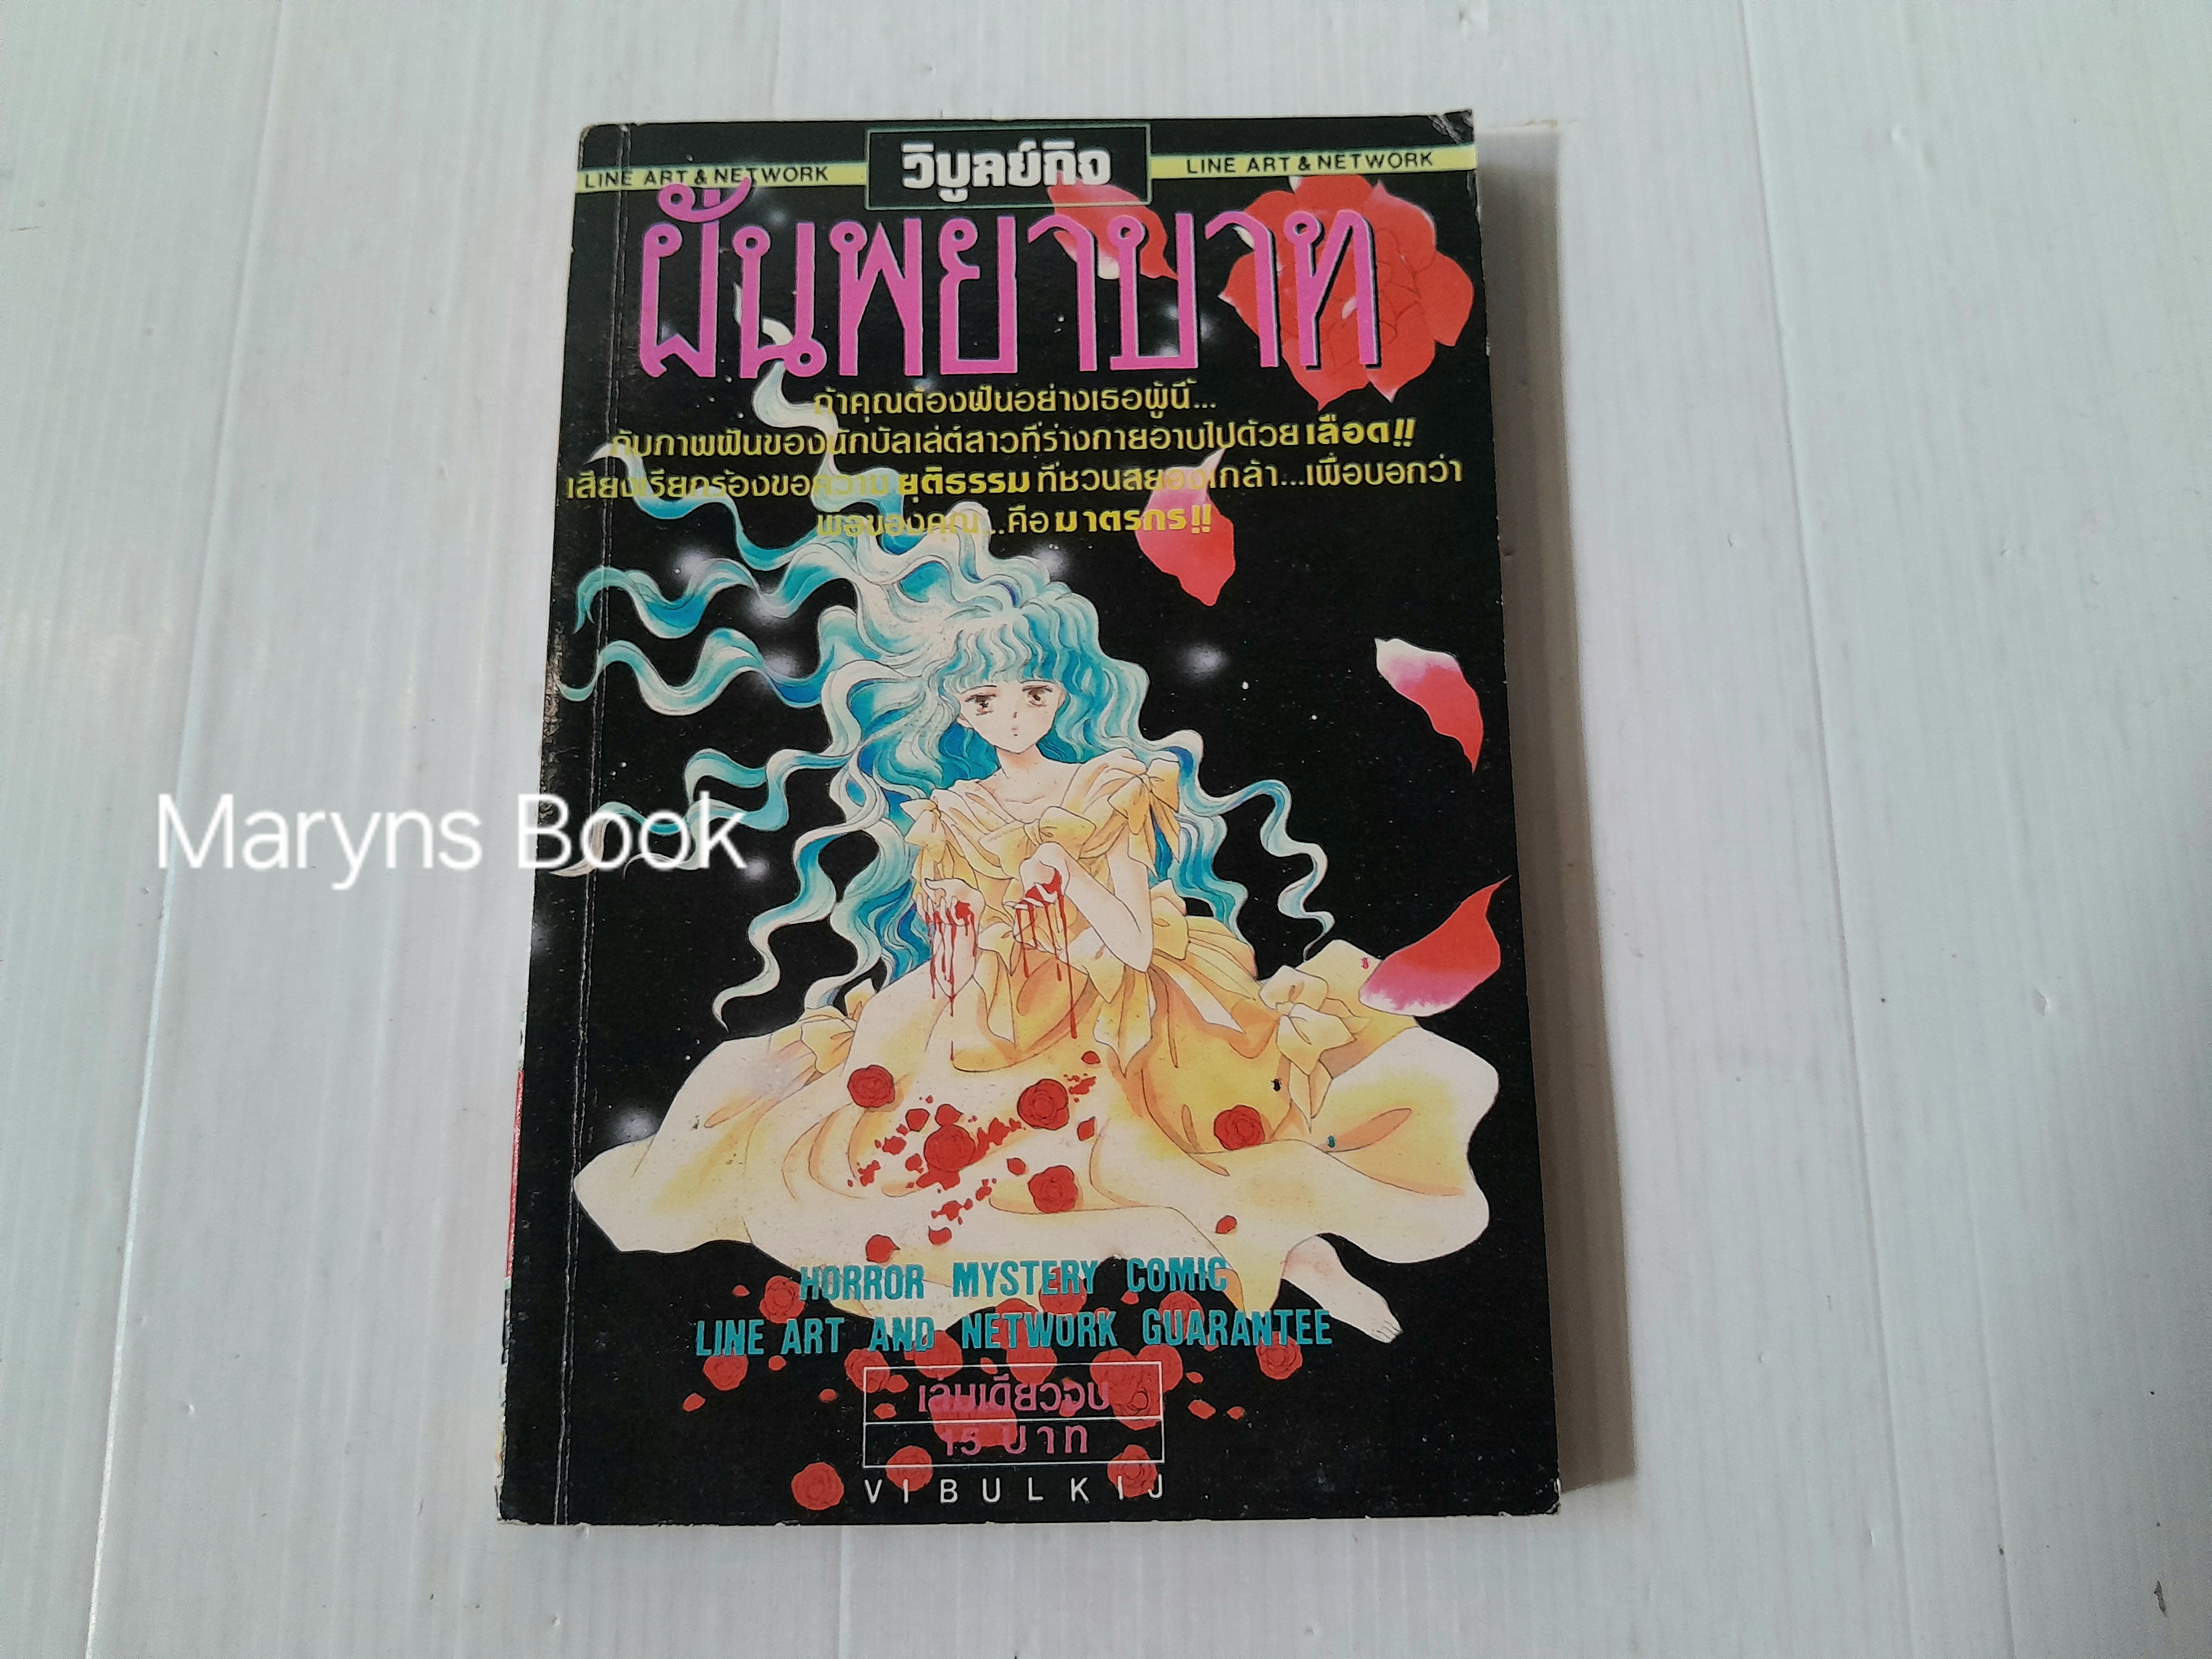 LINE ART & NETWORK วิบูลย์กิจ LINE ART & NETWORK
ฝันพยาบาท
ถ้าคุณต้องฝันอย่างเธอผู้นี้...
กับภาพฝันของนักบัลเล่ต์สาวที่ร่างกายอาบไปด้วยเลือด!!
เสียงเรียกร้องขอความยุติธรรมที่ชวนสยองเกล้า...เพื่อบอกว่า
พ่อของคุณ...คือฆาตรกร!!
Maryns Book
HORROR MYSTERY COMIC
LINE ART AND NETWORK GUARANTEE
เล่มเดียวจบ
15 บาท
VIBULKIJ